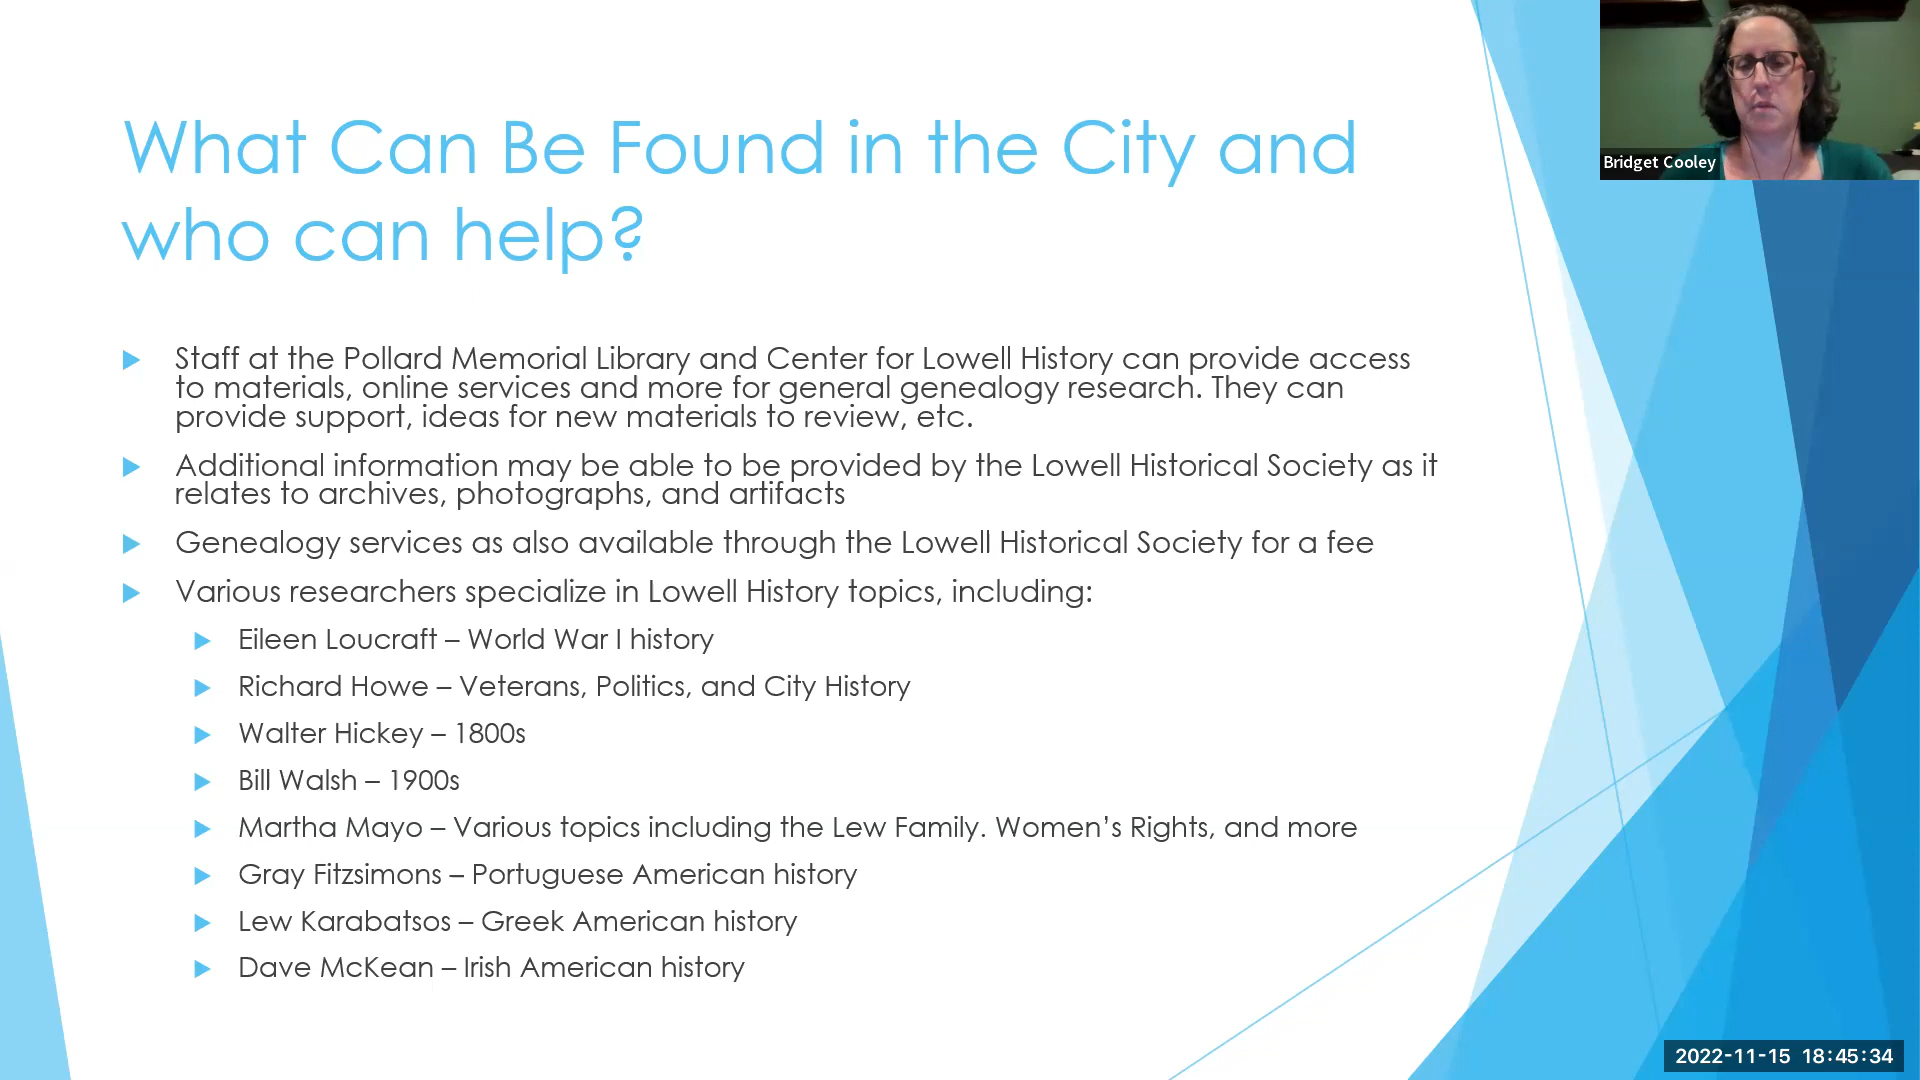 What Can Be Found in the City and
who can help?
Staff at the Pollard Memorial Library and Center for Lowell History can provide access
to materials, online services and more for general genealogy research. They can
provide support, ideas for new materials to review, etc.
Additional information may be able to be provided by the Lowell Historical Society as it
relates to archives, photographs, and artifacts
Genealogy services as also available through the Lowell Historical Society for a fee
Various researchers specialize in Lowell History topics, including:
Eileen Loucraft – World War I history
Richard Howe – Veterans, Politics, and City History
Walter Hickey – 1800s
Bill Walsh – 1900s
Martha Mayo – Various topics including the Lew Family. Women’s Rights, and more
Gray Fitzsimons – Portuguese American history
Lew Karabatsos – Greek American history
Dave McKean – Irish American history
Bridget Cooley
2022-11-15 18:45:34